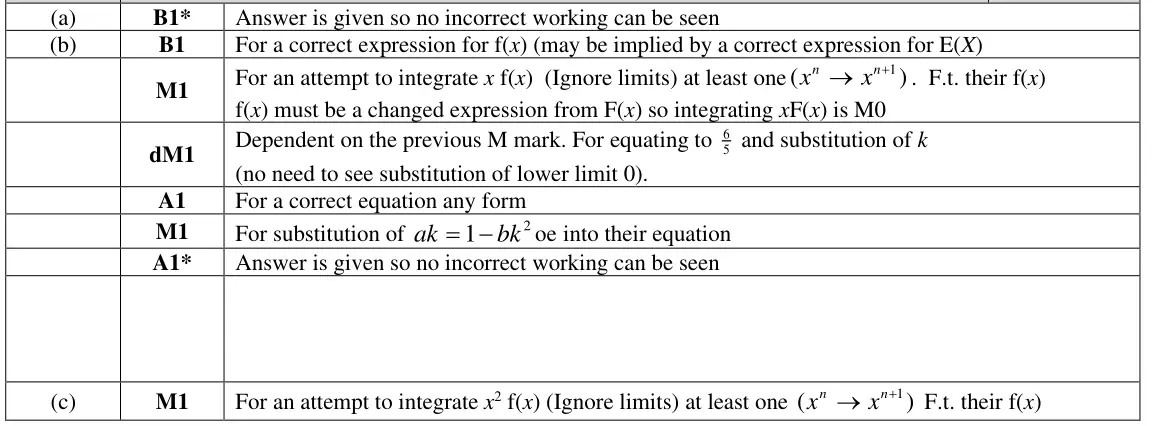 (a) B1* Answer is given so no incorrect working can be seen
(b) B1 For a correct expression for f(x) (may be implied by a correct expression for E(X)
M1 For an attempt to integrate x f(x) (Ignore limits) at least one (xⁿ → xⁿ⁺¹). F.t. their f(x)
f(x) must be a changed expression from F(x) so integrating xF(x) is M0
dM1 Dependent on the previous M mark. For equating to 6/5 and substitution of k
(no need to see substitution of lower limit 0).
A1 For a correct equation any form
M1 For substitution of ak = 1 − bk² oe into their equation
A1* Answer is given so no incorrect working can be seen
(c) M1 For an attempt to integrate x² f(x) (Ignore limits) at least one (xⁿ → xⁿ⁺¹) F.t. their f(x)